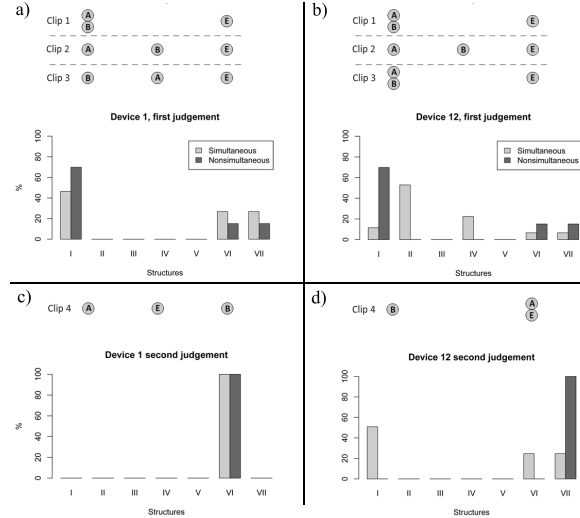 a)
Clip 1 A B E
Clip 2 A B E
Clip 3 B A E
Device 1, first judgement
Simultaneous
Nonsimultaneous
%
0 20 40 60 80 100
I II III IV V VI VII
Structures
b)
Clip 1 A B E
Clip 2 A B E
Clip 3 A B E
Device 12, first judgement
Simultaneous
Nonsimultaneous
0 20 40 60 80 100
I II III IV V VI VII
Structures
c)
Clip 4 A E B
Device 1 second judgement
%
0 20 40 60 80 100
I II III IV V VI VII
Structures
d)
Clip 4 B A E
Device 12 second judgement
0 20 40 60 80 100
I II III IV V VI VII
Structures